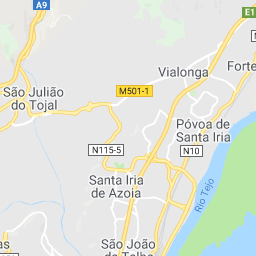 A9
E1
Vialonga
Forte
M501-1
São Julião
do Tojal
Póvoa de
Santa Iria
N115-5
N10
Santa Iria
de Azoia
Rio Tejo
as
São João
da Talha